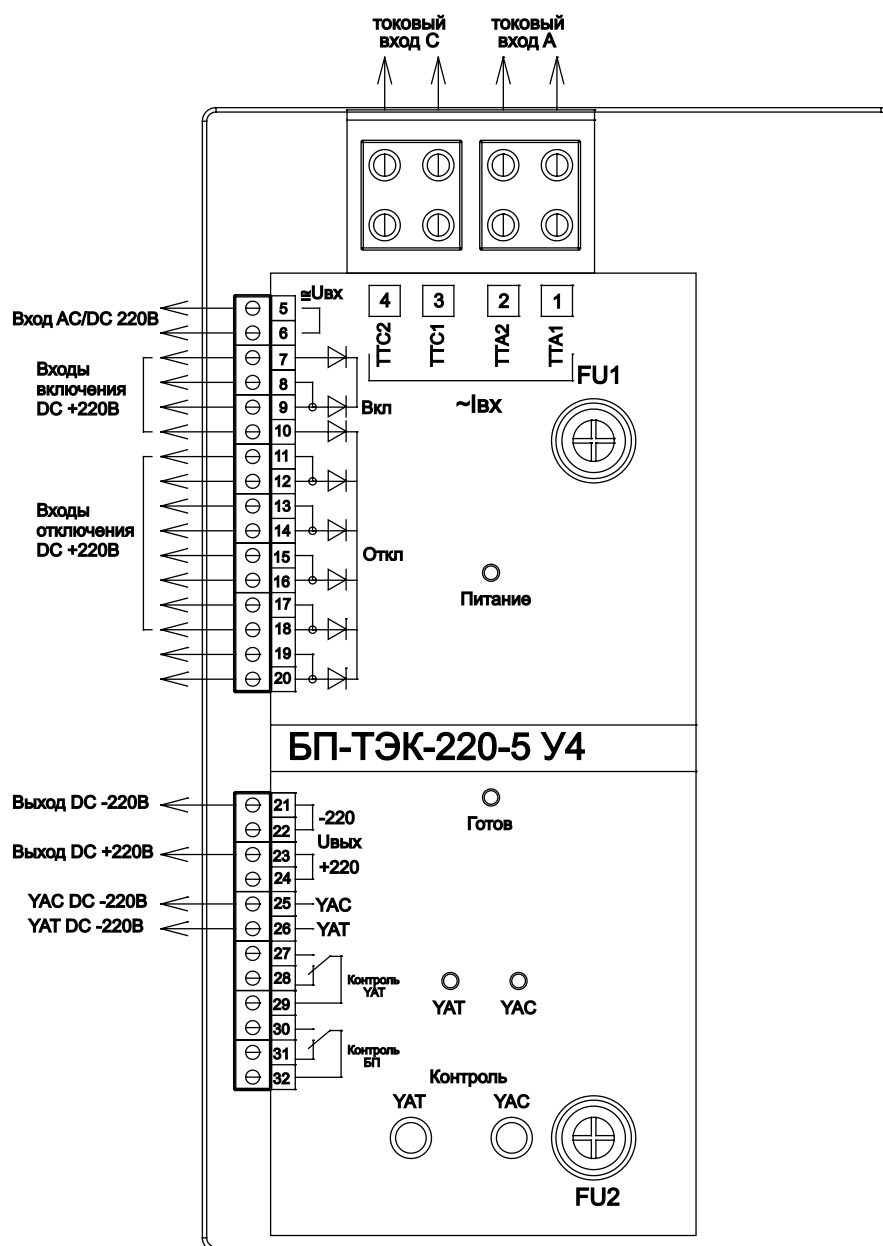 токовый
вход С
токовый
вход А
4
3
2
1
ТТС2
ТТС1
ТТА2
ТТА1
~Iвх
FU1
Вход AC/DC 220В
5
≅Uвх
6
Входы
включения
DC +220В
7
8
9
Вкл
10
11
12
13
Входы
отключения
DC +220В
14
15
Откл
16
17
18
19
20
Питание
БП-ТЭК-220-5 У4
Выход DC -220В
21
-220
22
Uвых
Выход DC +220В
23
+220
24
YAC DC -220В
25
YAC
YAT DC -220В
26
YAT
27
28
Контроль
YAT
29
30
31
Контроль
БП
32
Готов
YAT
YAC
Контроль
YAT
YAC
FU2